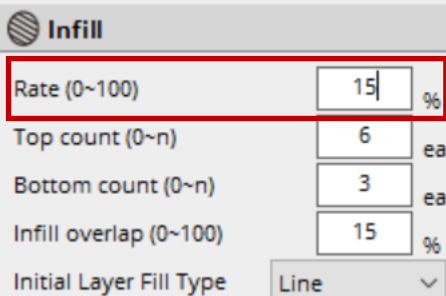 Infill
Rate (0~100) 15 %
Top count (0~n) 6 ea
Bottom count (0~n) 3 ea
Infill overlap (0~100) 15 %
Initial Layer Fill Type Line